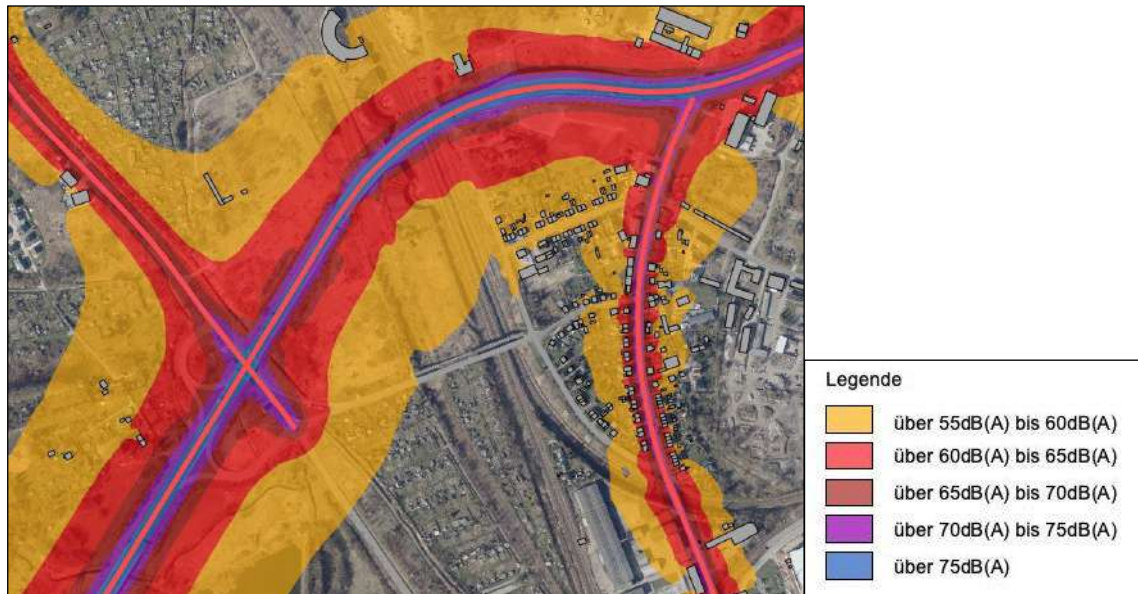 Legende
über 55dB(A) bis 60dB(A)
über 60dB(A) bis 65dB(A)
über 65dB(A) bis 70dB(A)
über 70dB(A) bis 75dB(A)
über 75dB(A)